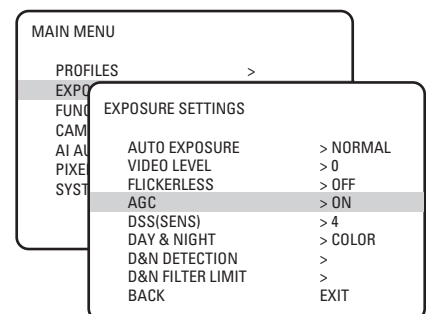 MAIN MENU
PROFILES >
EXPO
FUNC
CAM
AI AU
PIXE
SYST
EXPOSURE SETTINGS
AUTO EXPOSURE > NORMAL
VIDEO LEVEL > 0
FLICKERLESS > OFF
AGC > ON
DSS(SENS) > 4
DAY & NIGHT > COLOR
D&N DETECTION >
D&N FILTER LIMIT >
BACK EXIT